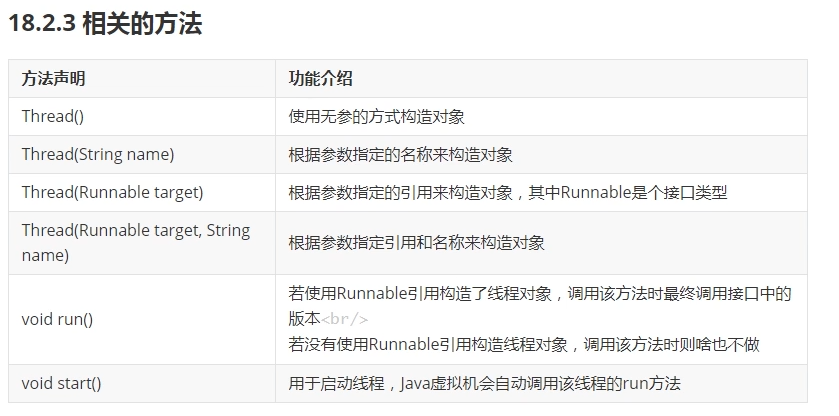 18.2.3 相关的方法
方法声明 功能介绍
Thread() 使用无参的方式构造对象
Thread(String name) 根据参数指定的名称来构造对象
Thread(Runnable target) 根据参数指定的引用来构造对象，其中Runnable是个接口类型
Thread(Runnable target, String
name)
根据参数指定引用和名称来构造对象
void run()
若使用Runnable引用构造了线程对象，调用该方法时最终调用接口中的
版本<br/>
若没有使用Runnable引用构造线程对象，调用该方法时则啥也不做
void start() 用于启动线程，Java虚拟机会自动调用该线程的run方法